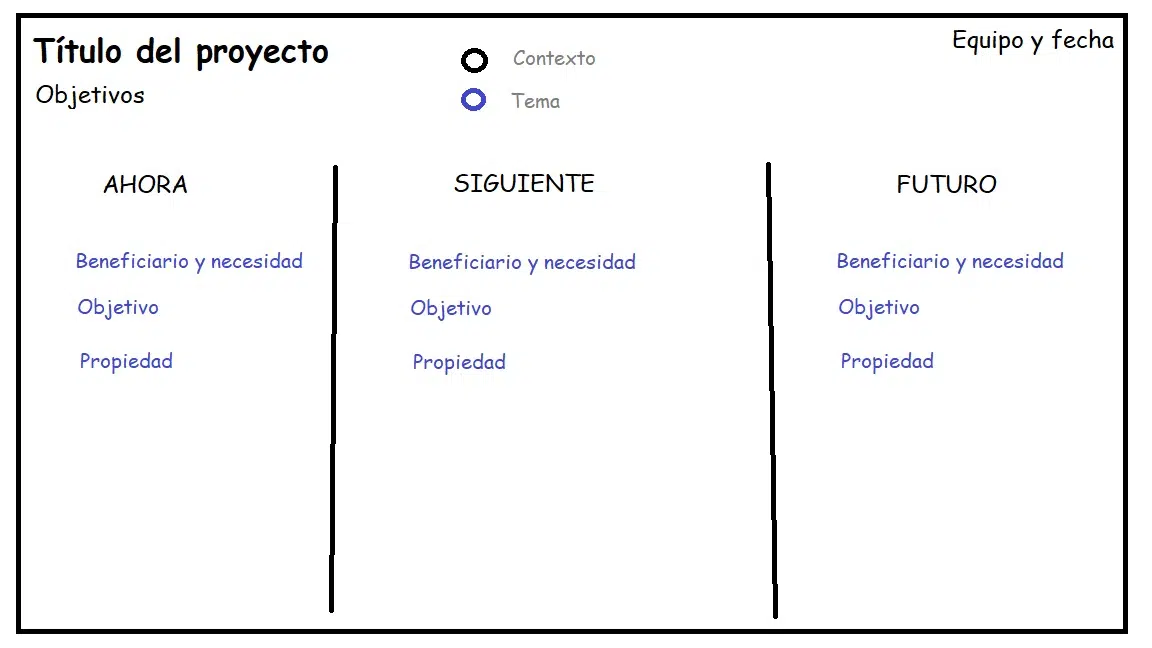 Título del proyecto
Objetivos
Contexto
Tema
Equipo y fecha
AHORA
Beneficiario y necesidad
Objetivo
Propiedad
SIGUIENTE
Beneficiario y necesidad
Objetivo
Propiedad
FUTURO
Beneficiario y necesidad
Objetivo
Propiedad